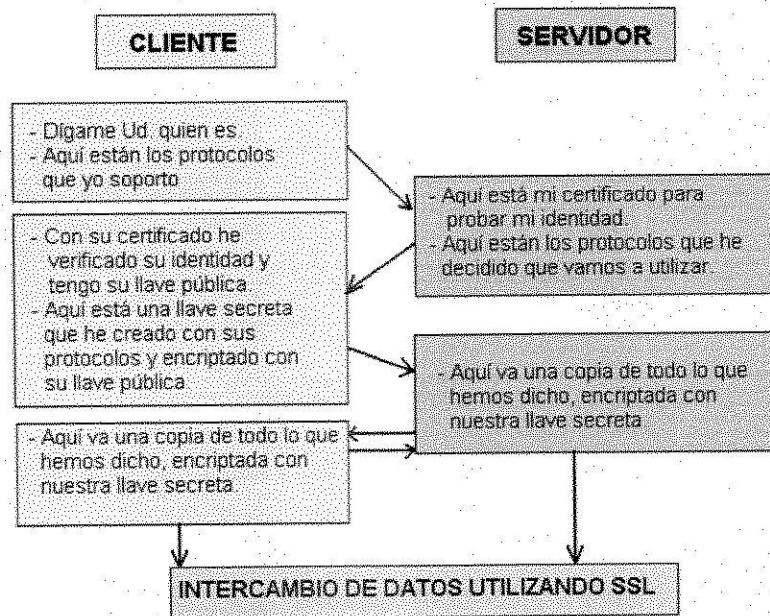 CLIENTE
SERVIDOR
- Dígame Ud. quien es.
- Aquí están los protocolos
que yo soporto
- Aquí está mi certificado para
probar mi identidad.
- Aquí están los protocolos que he
decidido que vamos a utilizar.
- Con su certificado he
verificado su identidad y
tengo su llave pública.
- Aquí está una llave secreta
que he creado con sus
protocolos y encriptado con
su llave pública
- Aquí va una copia de todo lo que
hemos dicho, encriptada con
nuestra llave secreta
- Aquí va una copia de todo lo que
hemos dicho, encriptada con
nuestra llave secreta.
INTERCAMBIO DE DATOS UTILIZANDO SSL